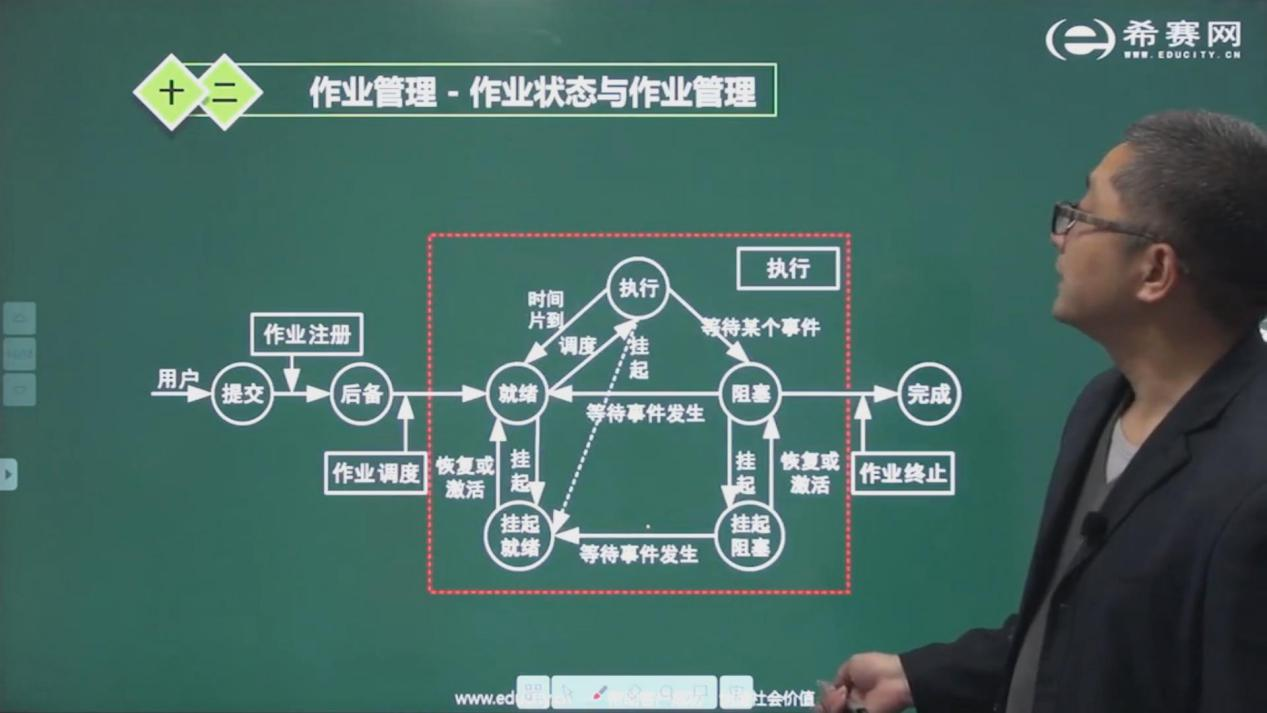 希赛网
WWW.EDUCITY.CN
十二
作业管理 - 作业状态与作业管理
执行
执行
时间
片到
等待某个事件
作业注册
调度
挂
起
用户
提交
后备
就绪
阻塞
完成
等待事件发生
作业调度
恢复或
激活
挂
起
挂
起
恢复或
激活
作业终止
挂起
就绪
挂起
阻塞
等待事件发生
www.edu
社会价值